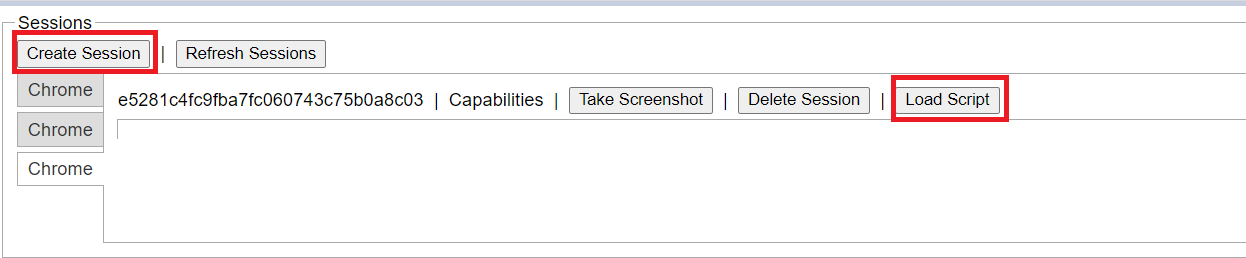 Sessions
Create Session | Refresh Sessions
Chrome
e5281c4fc9fba7fc060743c75b0a8c03 | Capabilities | Take Screenshot | Delete Session | Load Script
Chrome
Chrome